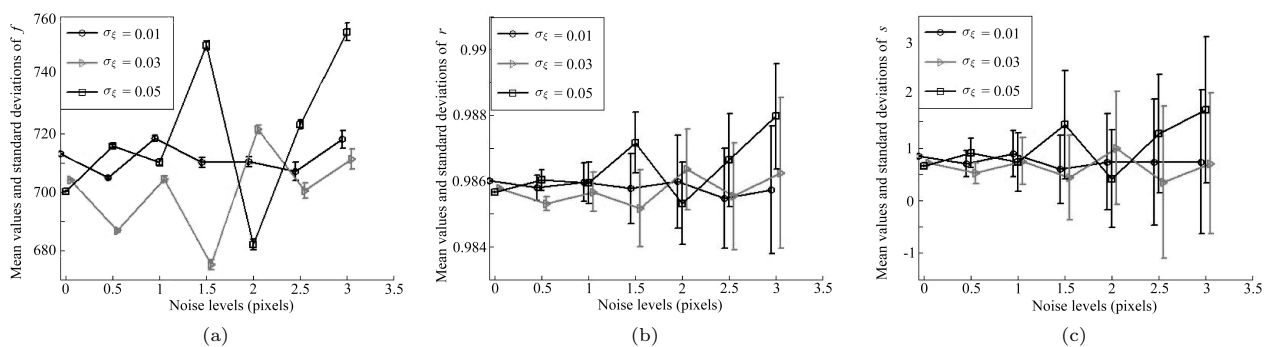 Mean values and standard deviations of f
760
740
720
700
680
σξ = 0.01
σξ = 0.03
σξ = 0.05
0 0.5 1 1.5 2 2.5 3 3.5
Noise levels (pixels)
(a)
Mean values and standard deviations of r
0.99
0.988
0.986
0.984
σξ = 0.01
σξ = 0.03
σξ = 0.05
0 0.5 1 1.5 2 2.5 3 3.5
Noise levels (pixels)
(b)
Mean values and standard deviations of s
3
2
1
0
-1
σξ = 0.01
σξ = 0.03
σξ = 0.05
0 0.5 1 1.5 2 2.5 3 3.5
Noise levels (pixels)
(c)